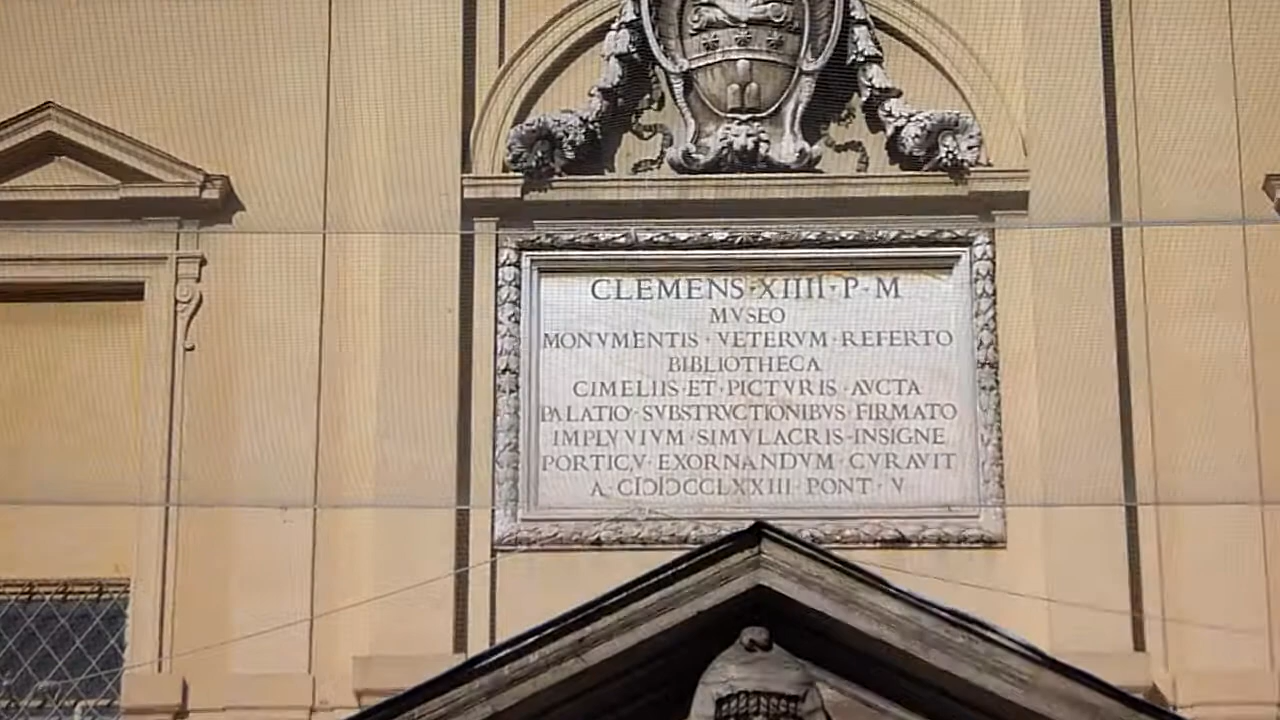 CLEMENS·XIIII·P·M
MVSEO
MONVMENTIS·VETERVM·REFERTO
BIBLIOTHECA
CIMELIIS·ET·PICTVRIS·AVCTA
PALATIO·SVBSTRVCTIONIBVS·FIRMATO
IMPLVVIVM·SIMVLACRIS·INSIGNE
PORTICV·EXORNANDVM·CVRAVIT
A·CIƆIƆCCLXXIII·PONT·V